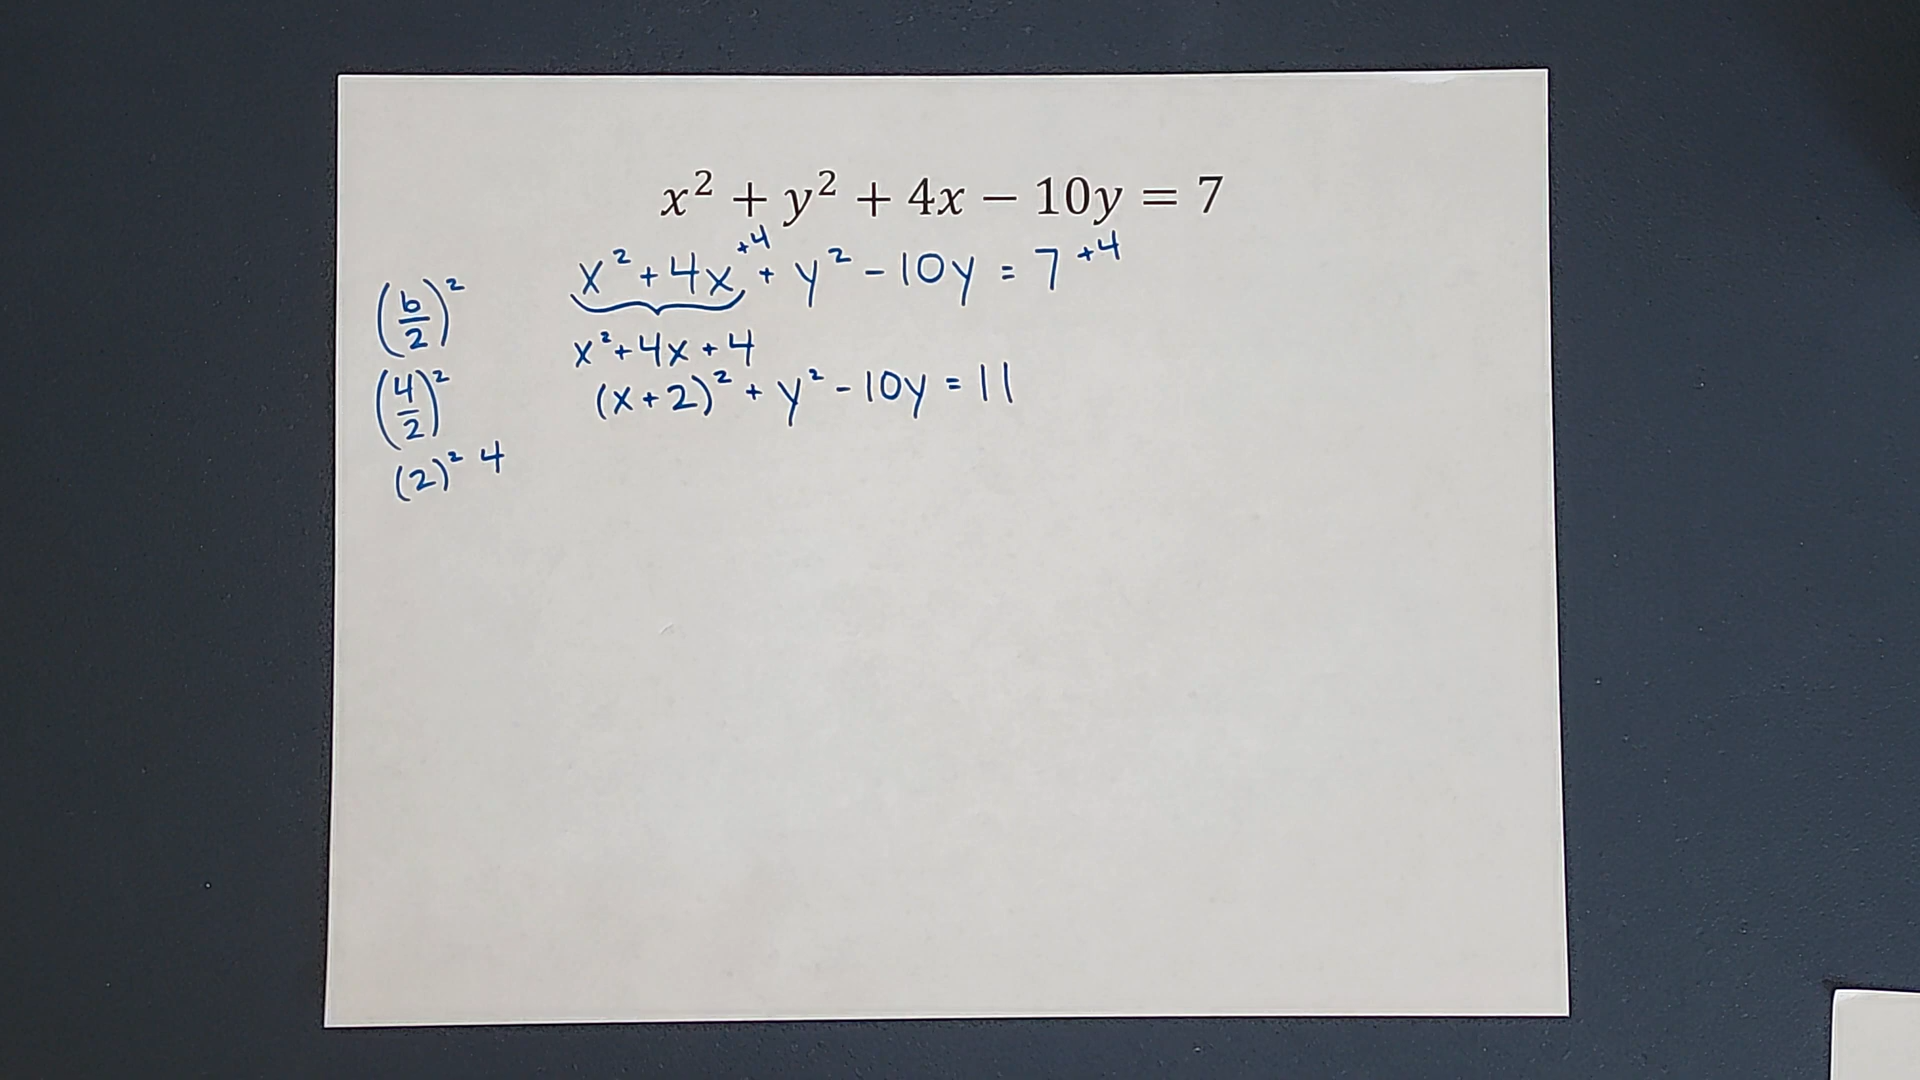 x² + y² + 4x − 10y = 7
x² + 4x +4 + y² - 10y = 7 +4
(b/2)²
x² + 4x + 4
(4/2)²
(x + 2)² + y² - 10y = 11
(2)² 4